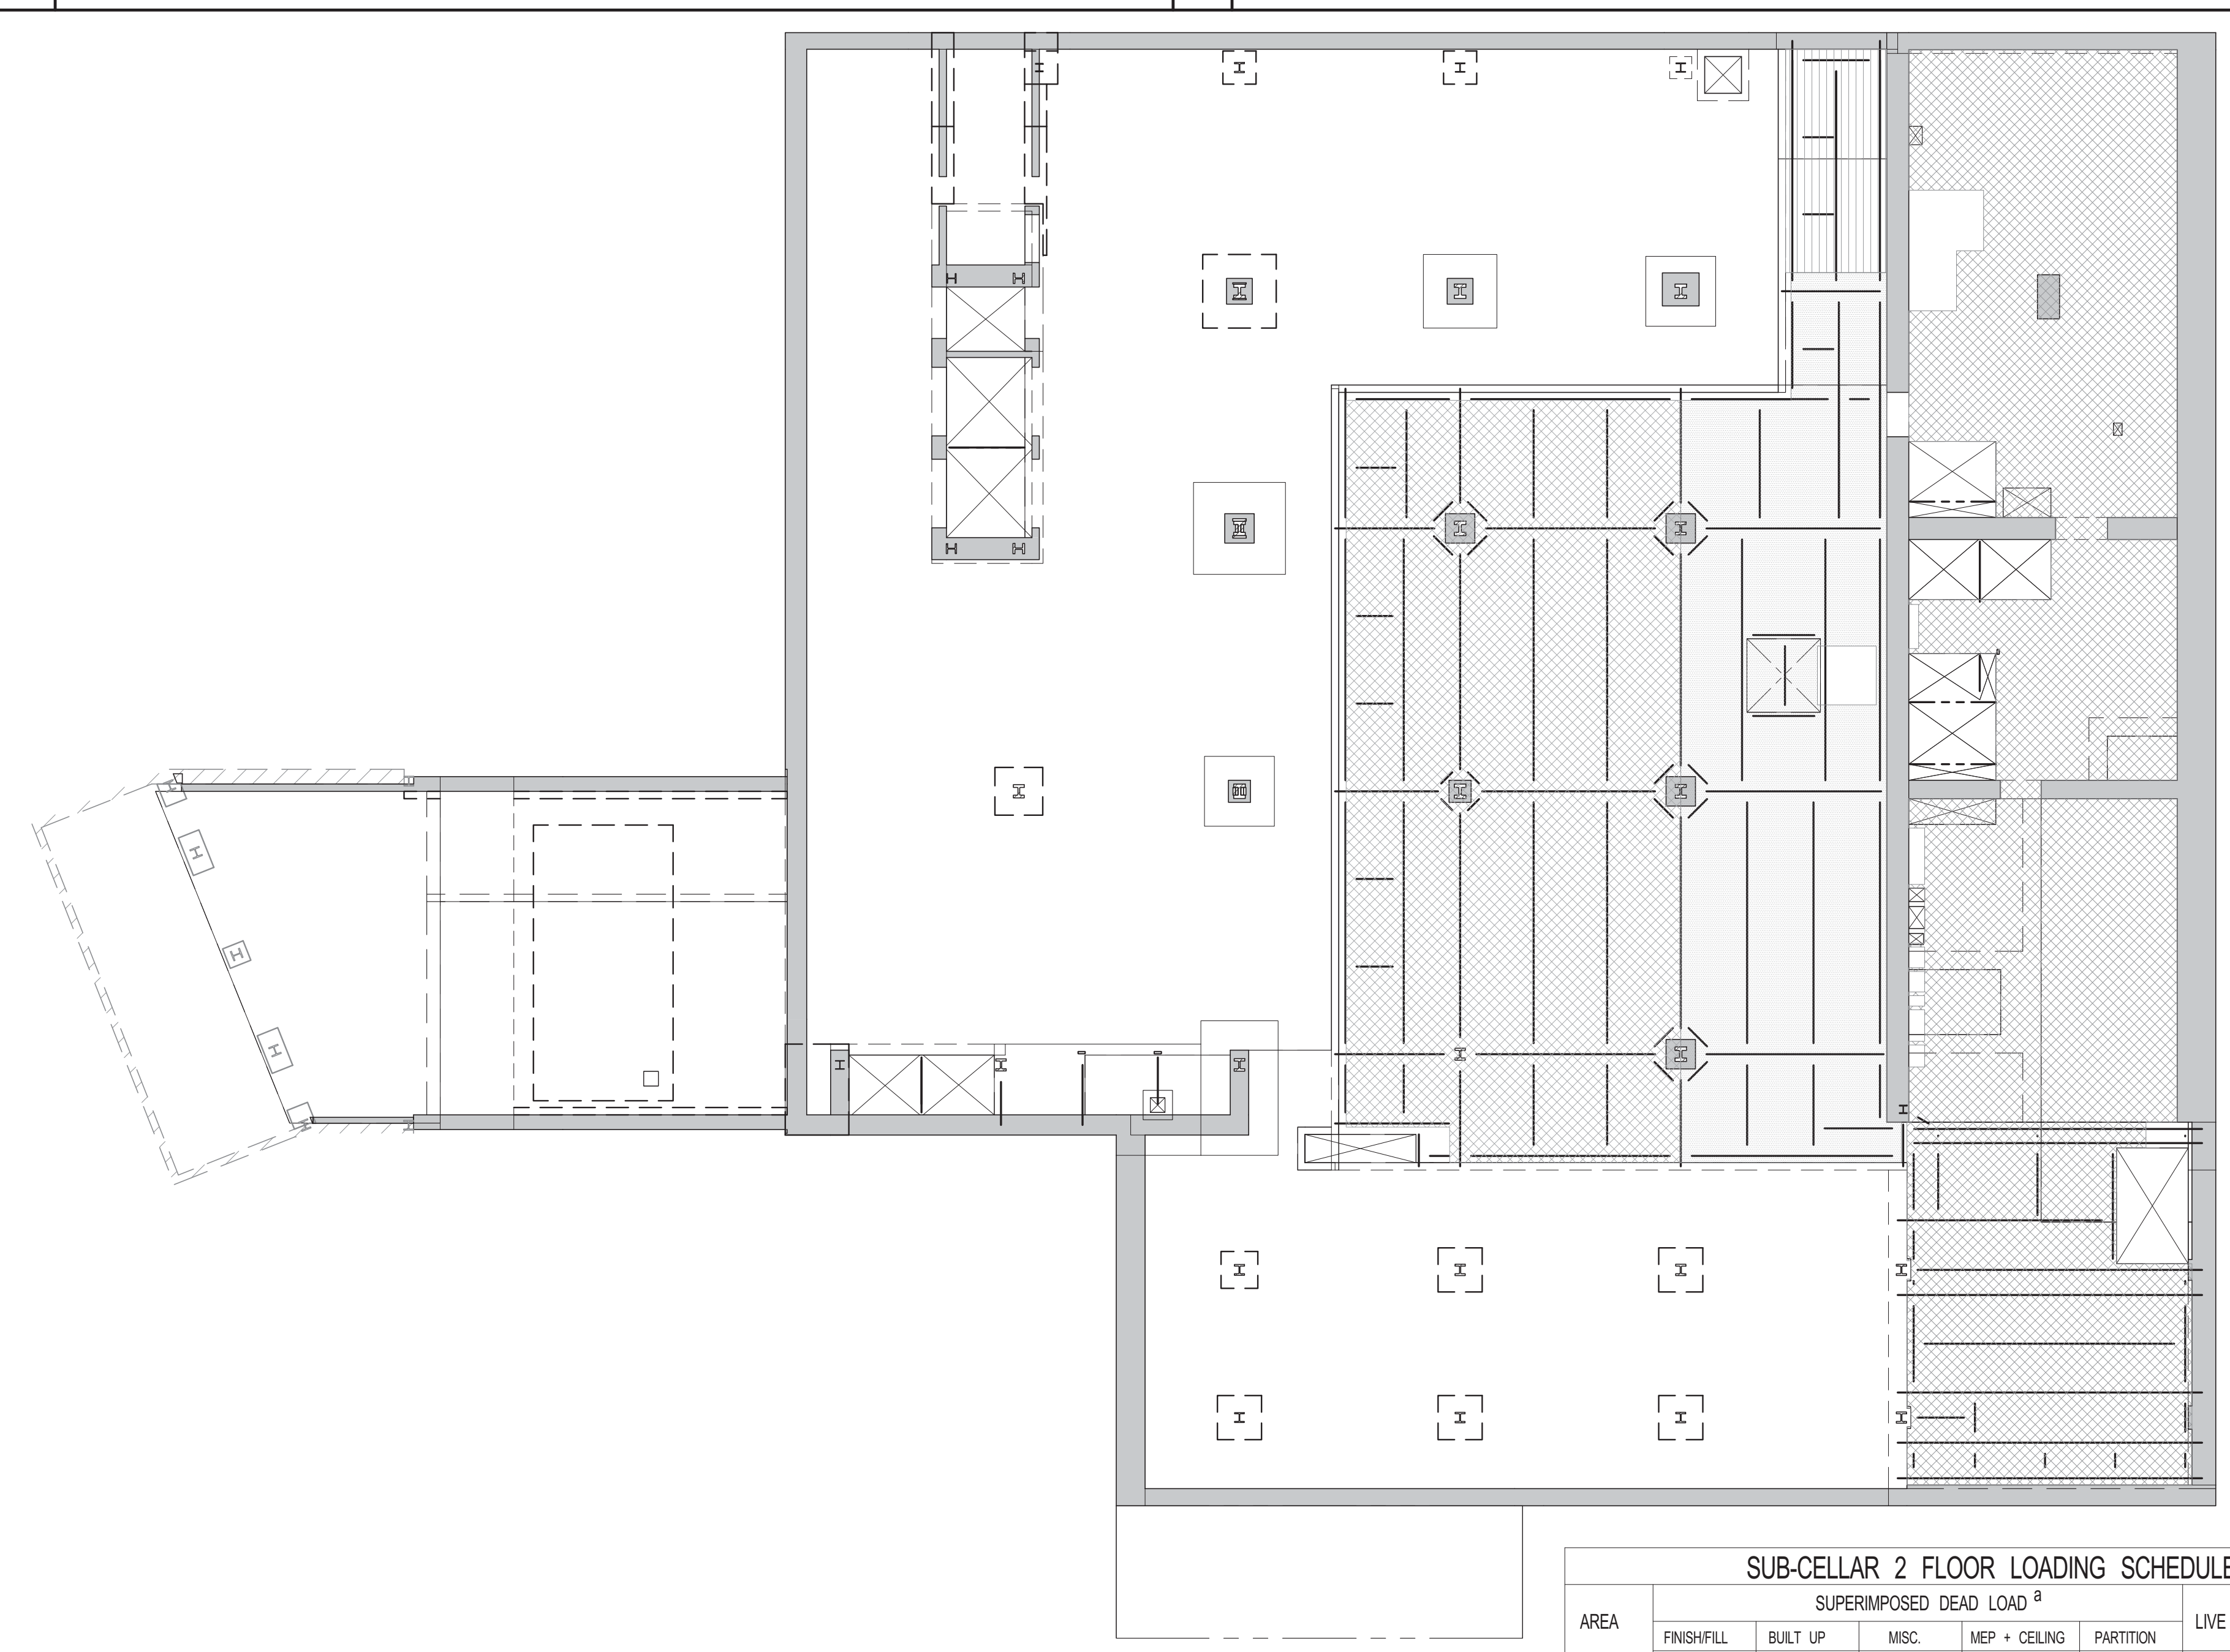 SUB-CELLAR 2 FLOOR LOADING SCHEDULE
AREA
SUPERIMPOSED DEAD LOAD a
LIVE
FINISH/FILL BUILT UP MISC. MEP + CEILING PARTITION